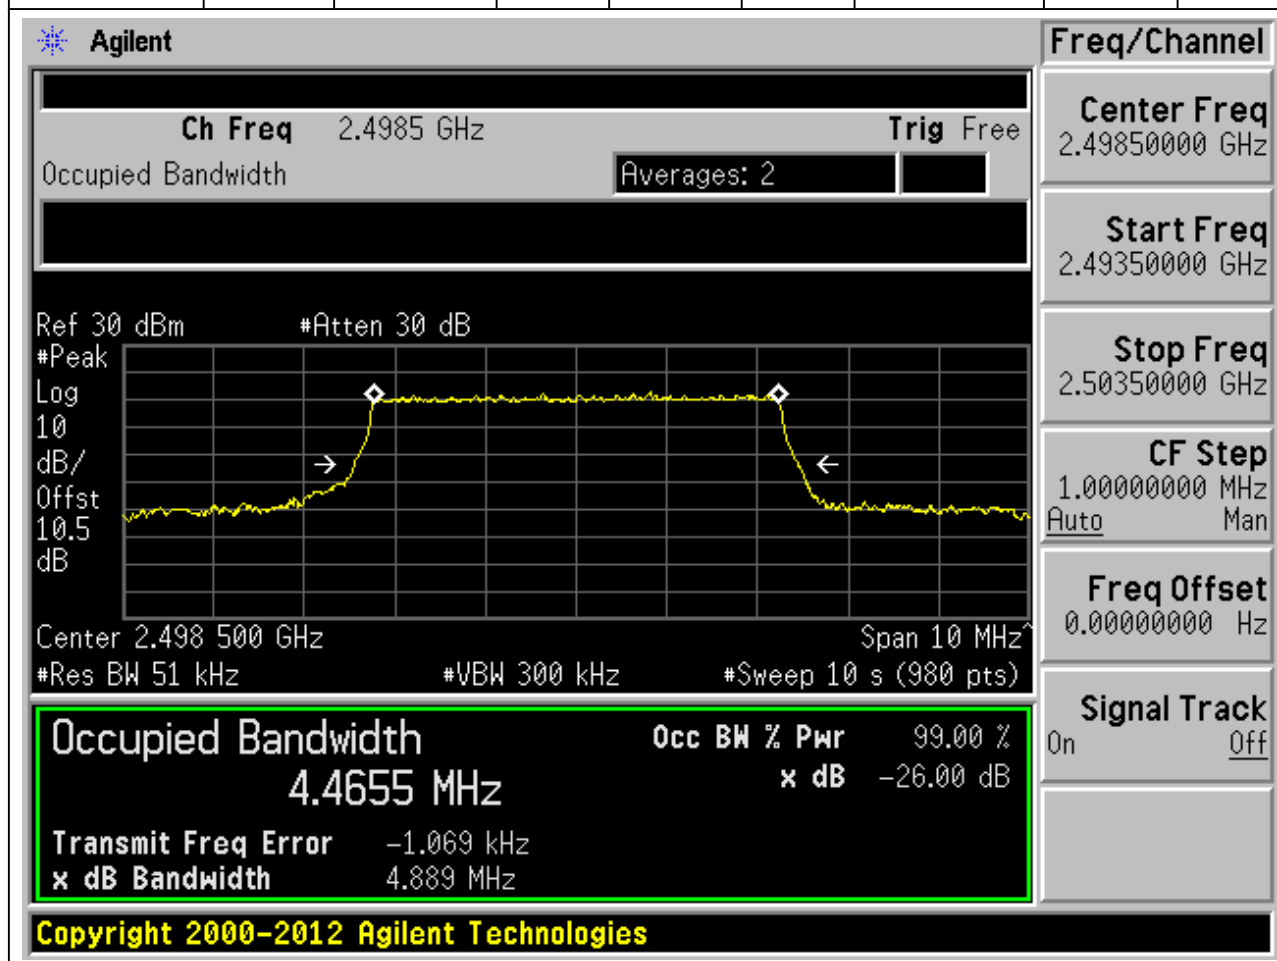 Agilent
Freq/Channel
Ch Freq 2.4985 GHz Trig Free
Occupied Bandwidth Averages: 2
Center Freq
2.49850000 GHz
Start Freq
2.49350000 GHz
Stop Freq
2.50350000 GHz
CF Step
1.00000000 MHz
Auto Man
Freq Offset
0.00000000 Hz
Signal Track
On Off
Ref 30 dBm #Atten 30 dB
#Peak
Log
10
dB/
Offst
10.5
dB
Center 2.498 500 GHz Span 10 MHz^
#Res BW 51 kHz #VBW 300 kHz #Sweep 10 s (980 pts)
Occupied Bandwidth Occ BW % Pwr 99.00 %
4.4655 MHz x dB -26.00 dB
Transmit Freq Error -1.069 kHz
x dB Bandwidth 4.889 MHz
Copyright 2000-2012 Agilent Technologies